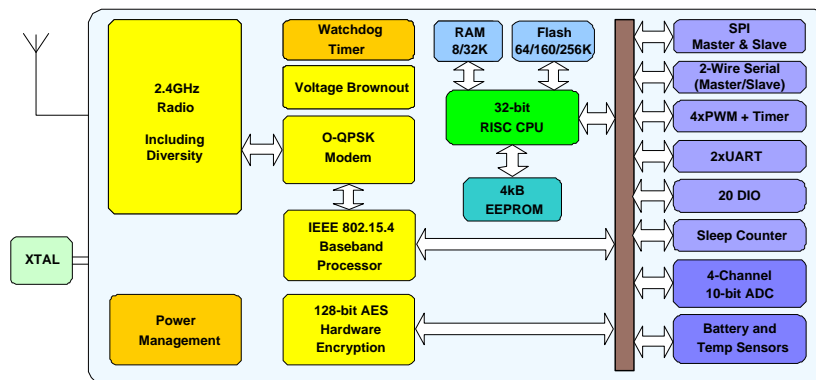 2.4GHz
Radio
Including
Diversity
XTAL
Power
Management
Watchdog
Timer
Voltage Brownout
O-QPSK
Modem
IEEE 802.15.4
Baseband
Processor
128-bit AES
Hardware
Encryption
RAM
8/32K
Flash
64/160/256K
32-bit
RISC CPU
4kB
EEPROM
SPI
Master & Slave
2-Wire Serial
(Master/Slave)
4xPWM + Timer
2xUART
20 DIO
Sleep Counter
4-Channel
10-bit ADC
Battery and
Temp Sensors